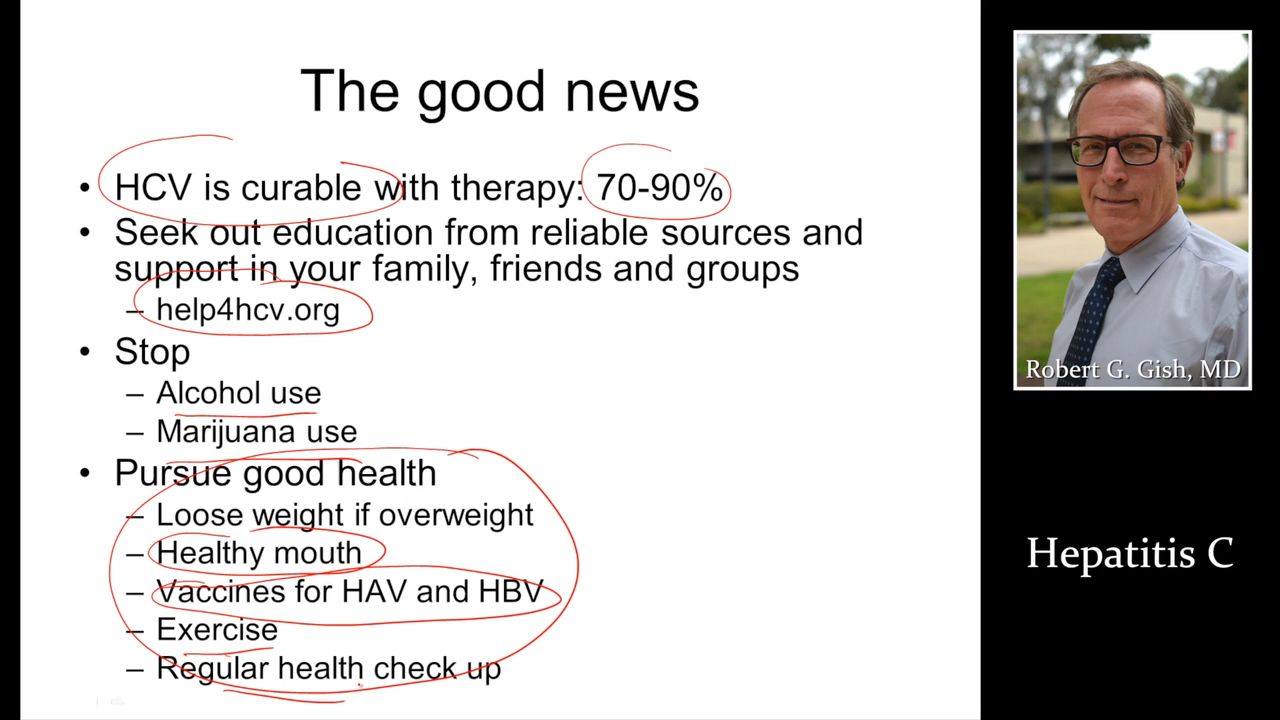 The good news
• HCV is curable with therapy: 70-90%
• Seek out education from reliable sources and
support in your family, friends and groups
– help4hcv.org
• Stop
– Alcohol use
– Marijuana use
• Pursue good health
– Loose weight if overweight
– Healthy mouth
– Vaccines for HAV and HBV
– Exercise
– Regular health check up
Robert G. Gish, MD
Hepatitis C